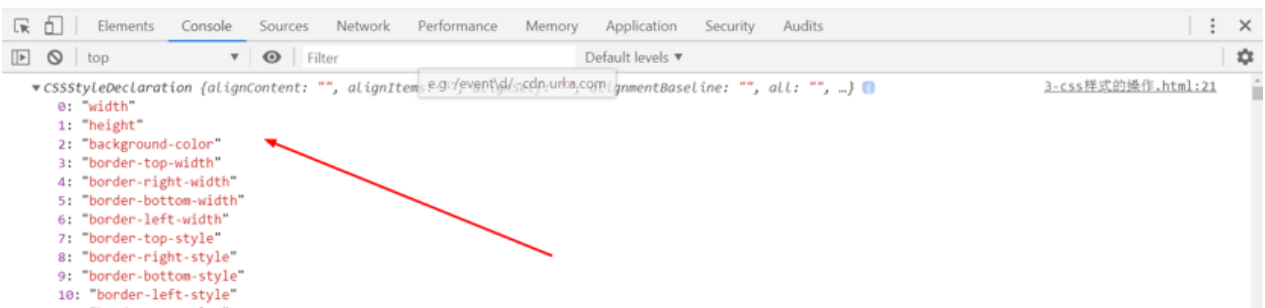 Elements Console Sources Network Performance Memory Application Security Audits
top Filter Default levels
CSSStyleDeclaration {alignContent: "", alignItems: e.g. /event\d/ -cdn url:a.com ignmentBaseline: "", all: "", …} 3-css样式的操作.html:21
0: "width"
1: "height"
2: "background-color"
3: "border-top-width"
4: "border-right-width"
5: "border-bottom-width"
6: "border-left-width"
7: "border-top-style"
8: "border-right-style"
9: "border-bottom-style"
10: "border-left-style"